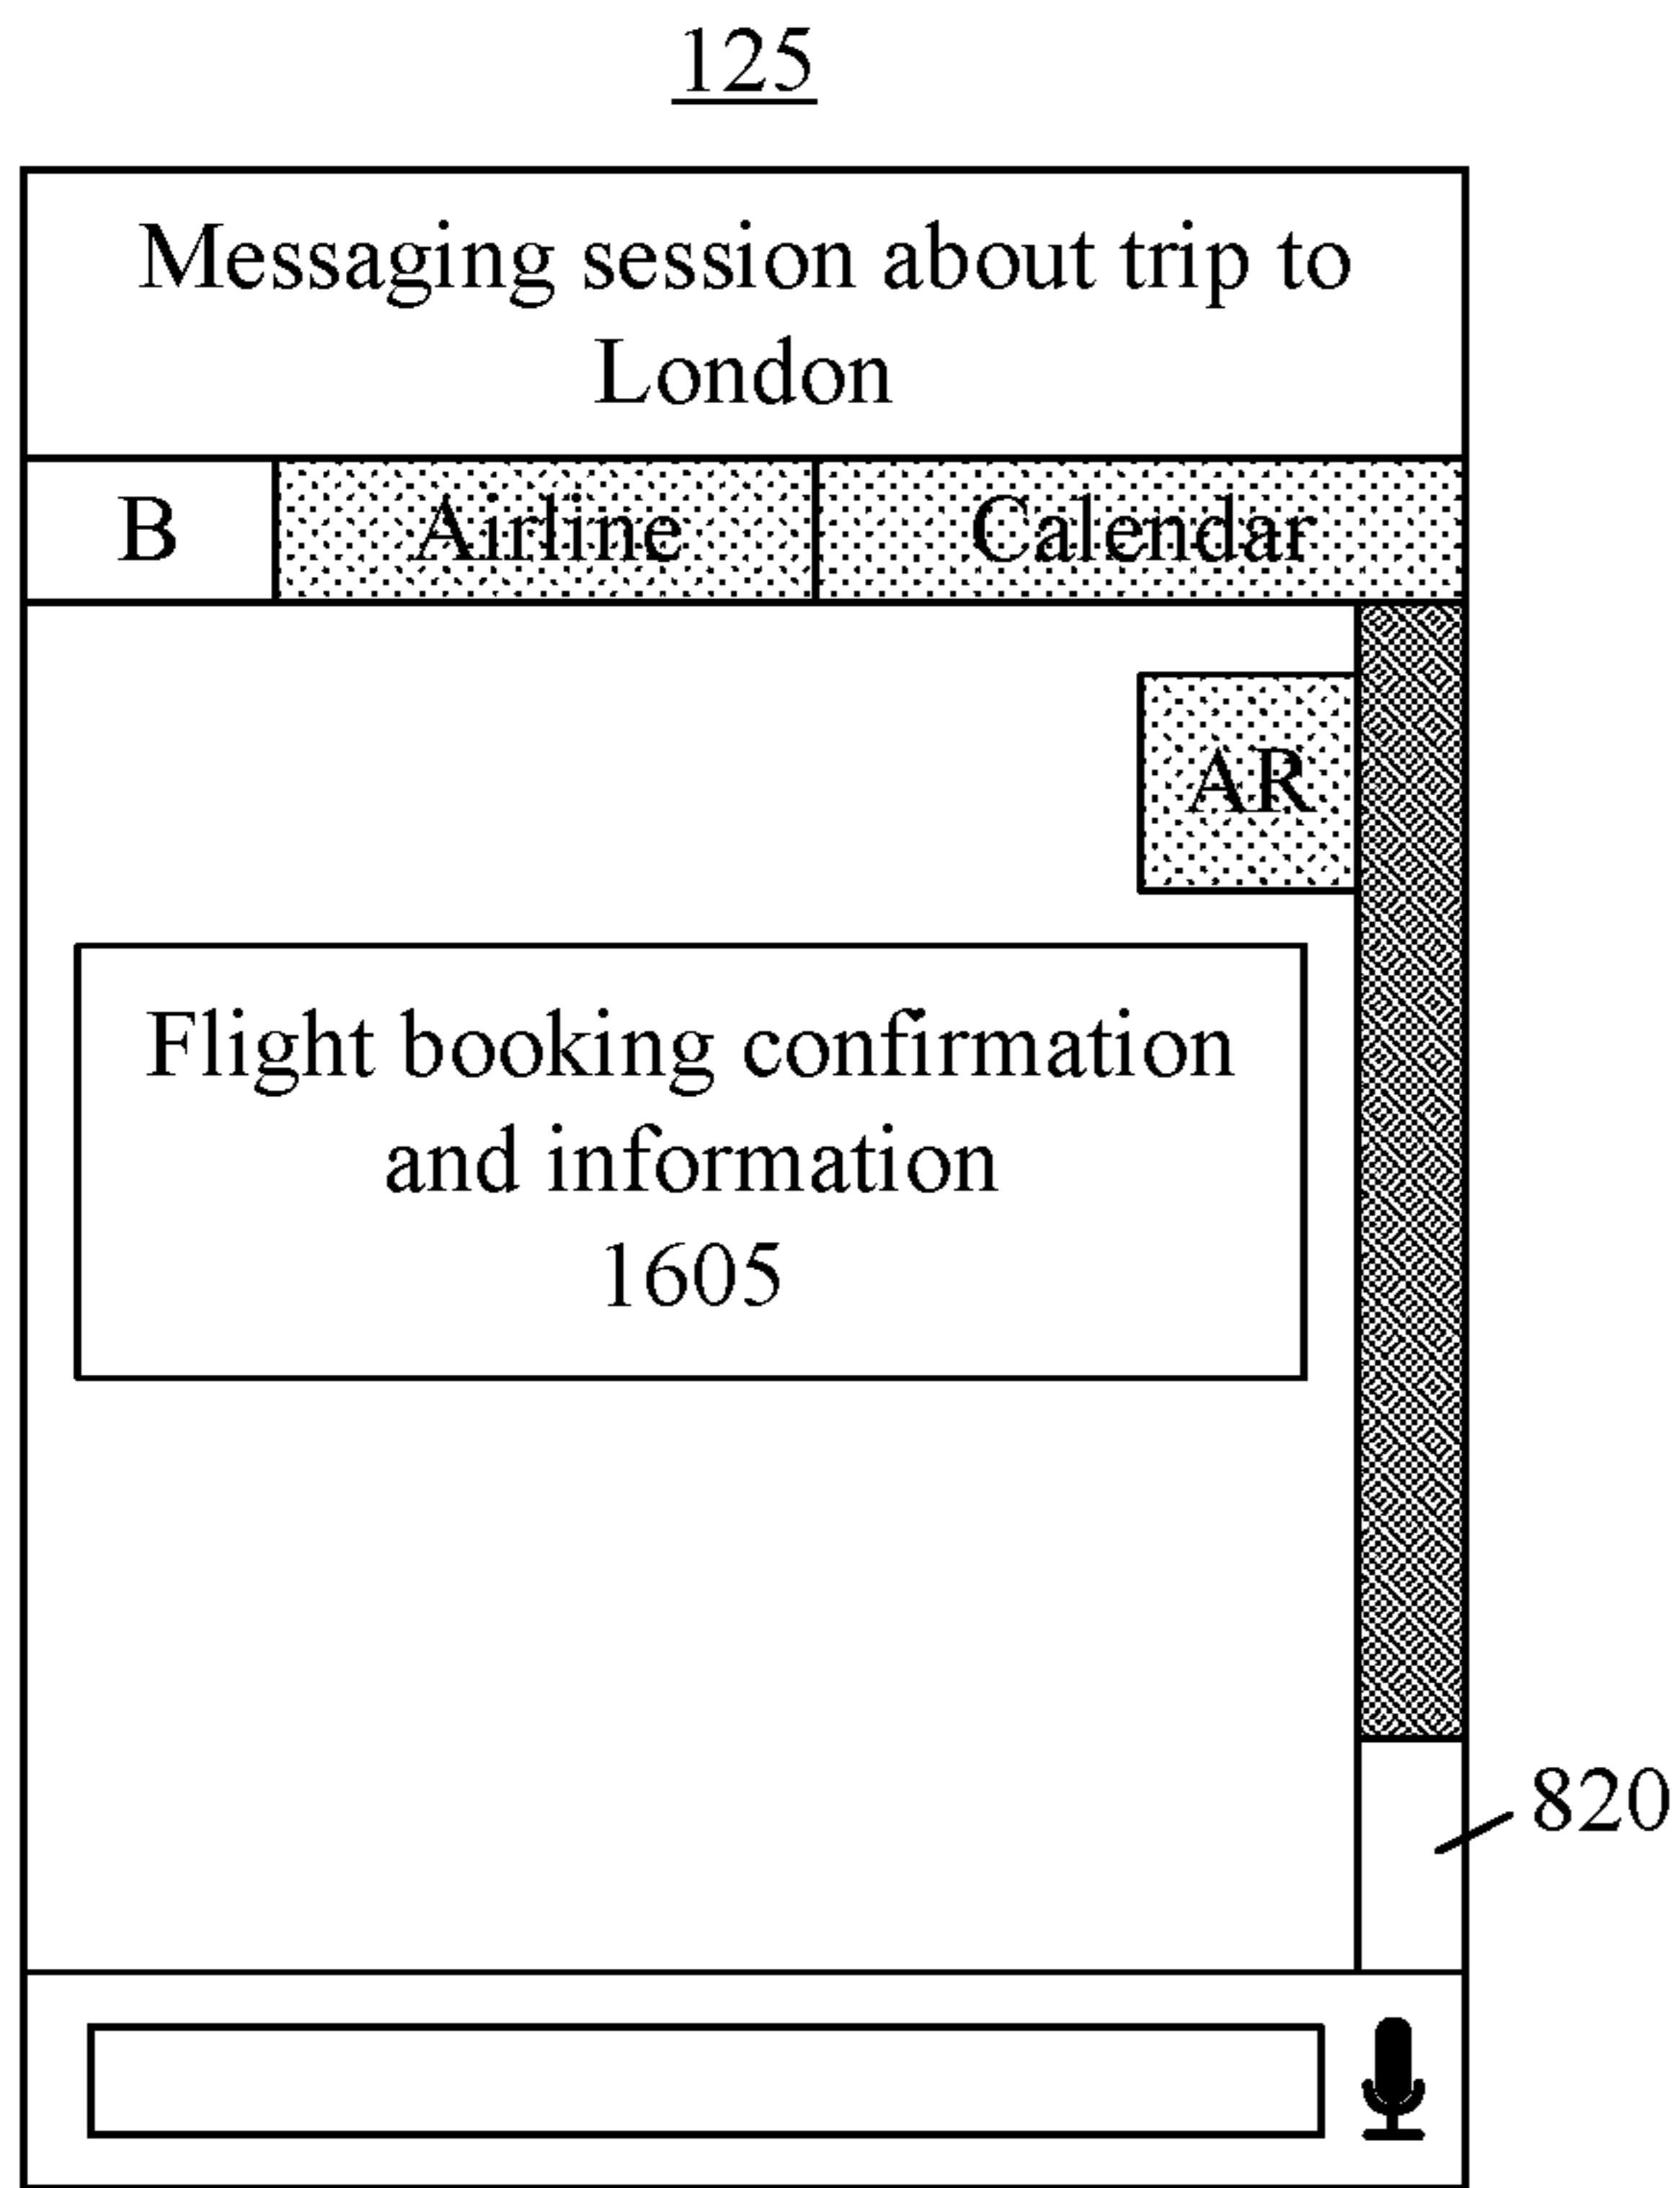 125
Messaging session about trip to
London
B Airline Calendar
AR
Flight booking confirmation
and information
1605
820